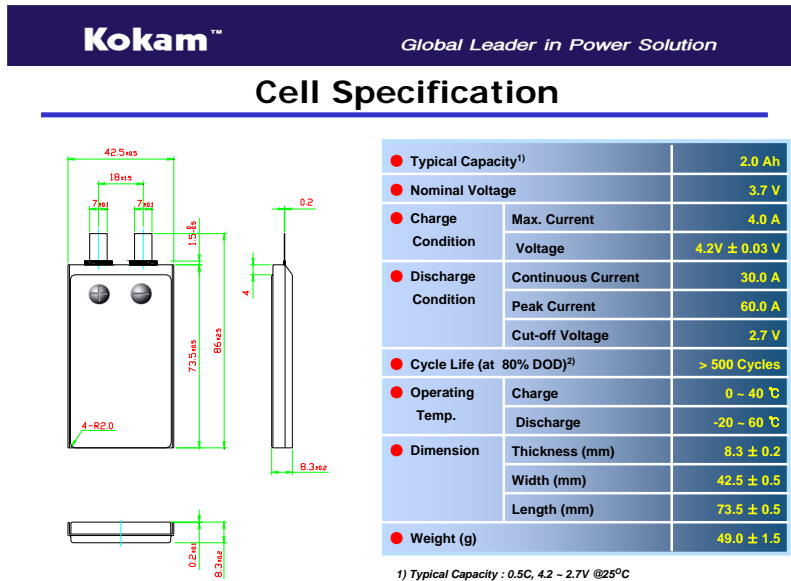 Kokam™
Global Leader in Power Solution
Cell Specification
42.5±0.5
18±1.5
7±0.1
7±0.1
0.2
4
86±2.5
73.5±0.5
4-R2.0
8.3±0.2
0.2±0.1
8.3±0.2
Typical Capacity1) 2.0 Ah
Nominal Voltage 3.7 V
Charge Condition Max. Current 4.0 A
Voltage 4.2V ± 0.03 V
Discharge Condition Continuous Current 30.0 A
Peak Current 60.0 A
Cut-off Voltage 2.7 V
Cycle Life (at 80% DOD)2) > 500 Cycles
Operating Temp. Charge 0 ~ 40 ℃
Discharge -20 ~ 60 ℃
Dimension Thickness (mm) 8.3 ± 0.2
Width (mm) 42.5 ± 0.5
Length (mm) 73.5 ± 0.5
Weight (g) 49.0 ± 1.5
1) Typical Capacity : 0.5C, 4.2 ~ 2.7V @25OC